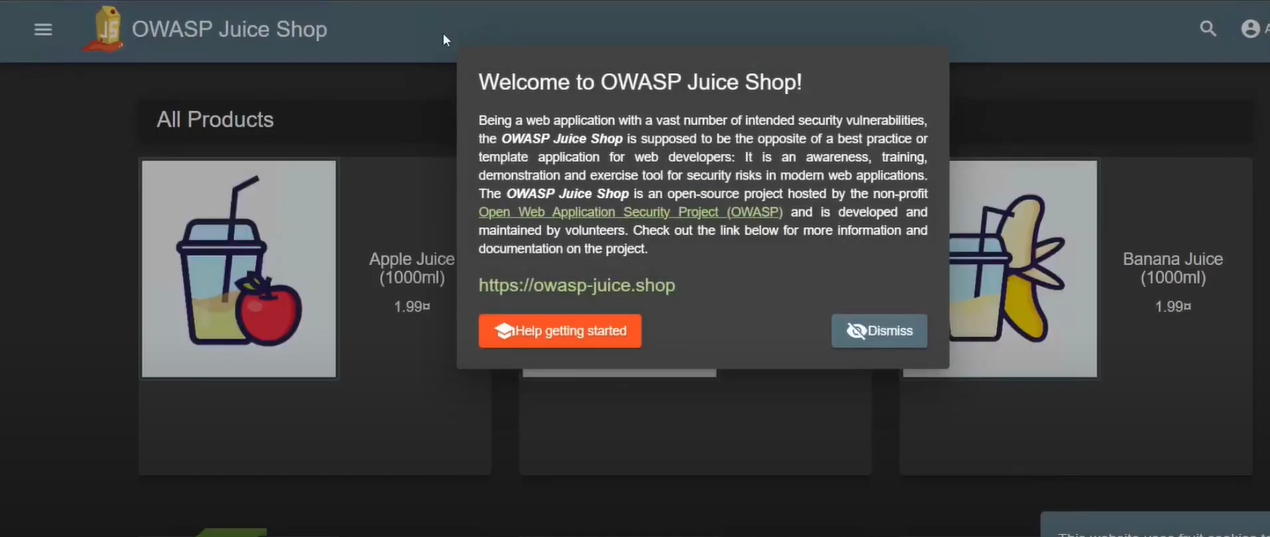 JS
OWASP Juice Shop
Welcome to OWASP Juice Shop!
Being a web application with a vast number of intended security vulnerabilities,
the OWASP Juice Shop is supposed to be the opposite of a best practice or
template application for web developers: It is an awareness, training,
demonstration and exercise tool for security risks in modern web applications.
The OWASP Juice Shop is an open-source project hosted by the non-profit
Open Web Application Security Project (OWASP) and is developed and
maintained by volunteers. Check out the link below for more information and
documentation on the project.
https://owasp-juice.shop
Help getting started
Dismiss
All Products
Apple Juice
(1000ml)
1.99¤
Banana Juice
(1000ml)
1.99¤
This website uses fruit cookies to